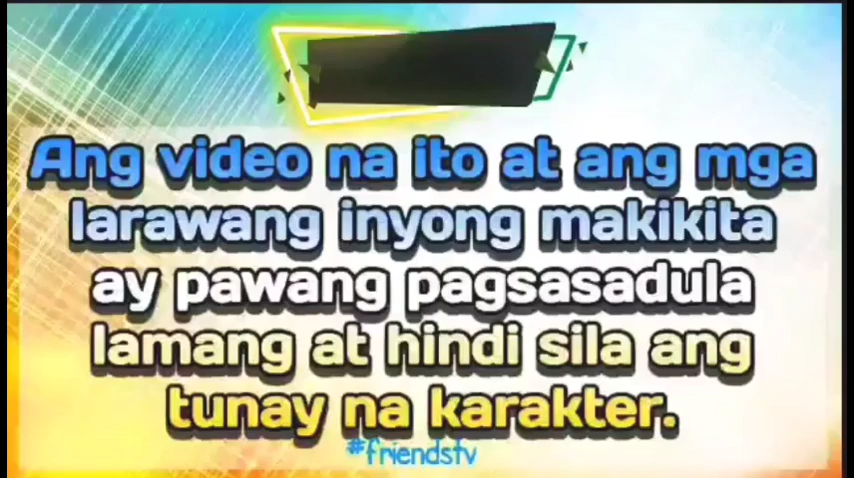 Ang video na ito at ang mga
larawang inyong makikita
ay pawang pagsasadula
lamang at hindi sila ang
tunay na karakter.
#friendstv